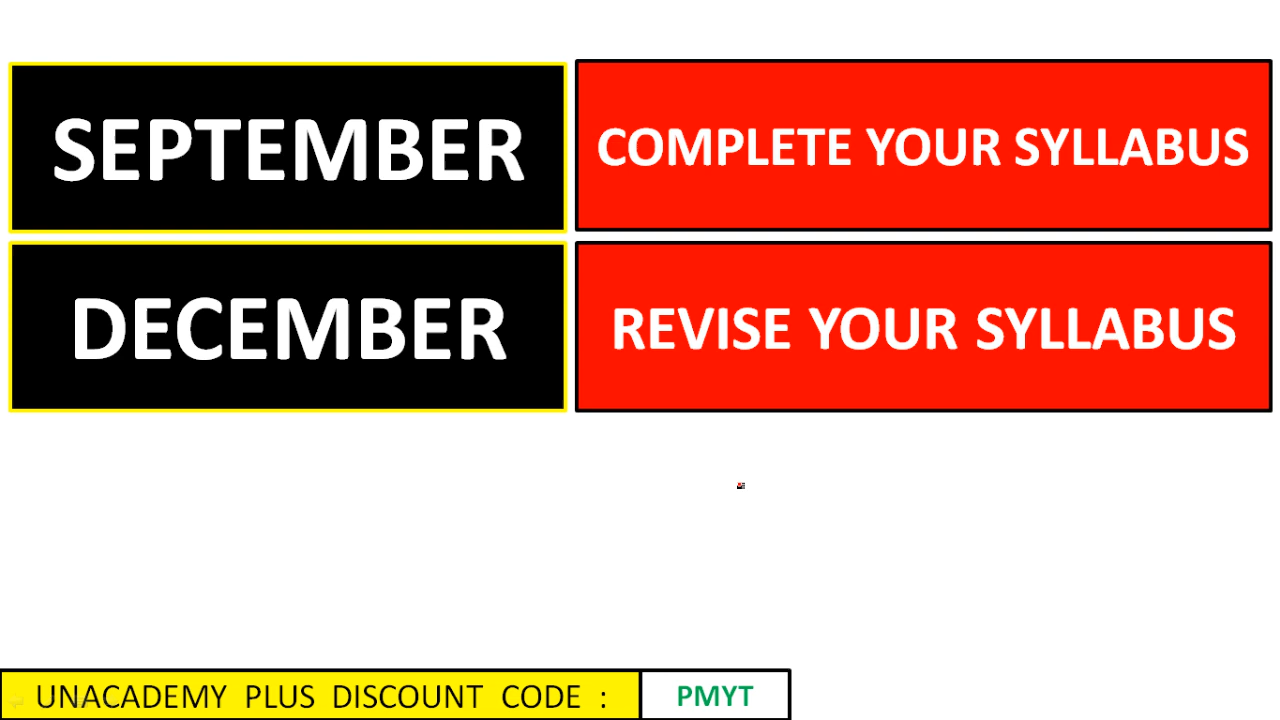 SEPTEMBER
COMPLETE YOUR SYLLABUS
DECEMBER
REVISE YOUR SYLLABUS
UNACADEMY PLUS DISCOUNT CODE :
PMYT